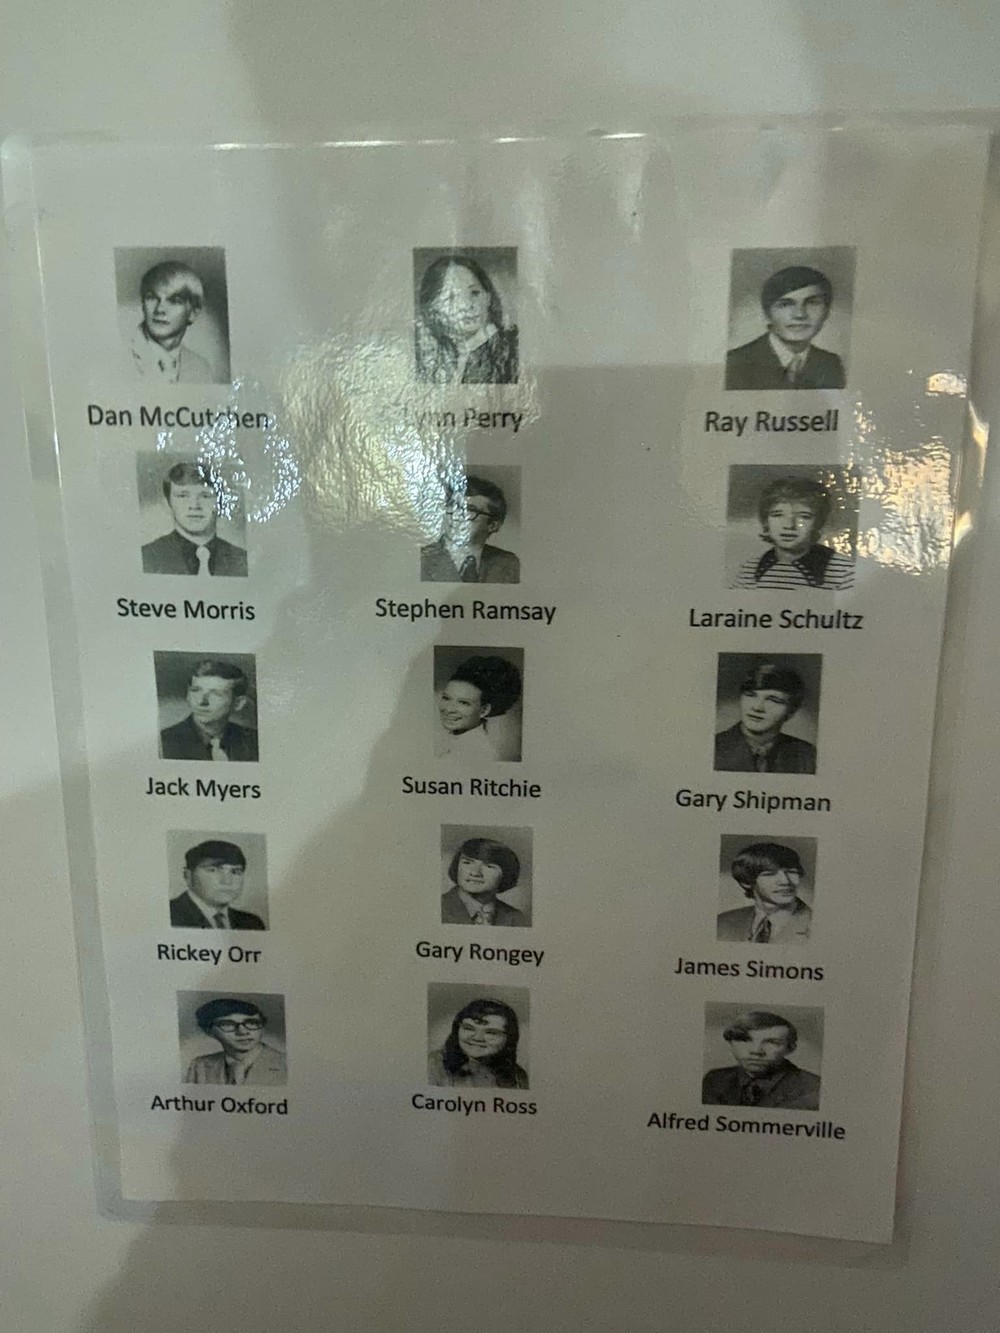 Dan McCutchen
Lynn Perry
Ray Russell
Steve Morris
Stephen Ramsay
Laraine Schultz
Jack Myers
Susan Ritchie
Gary Shipman
Rickey Orr
Gary Rongey
James Simons
Arthur Oxford
Carolyn Ross
Alfred Sommerville